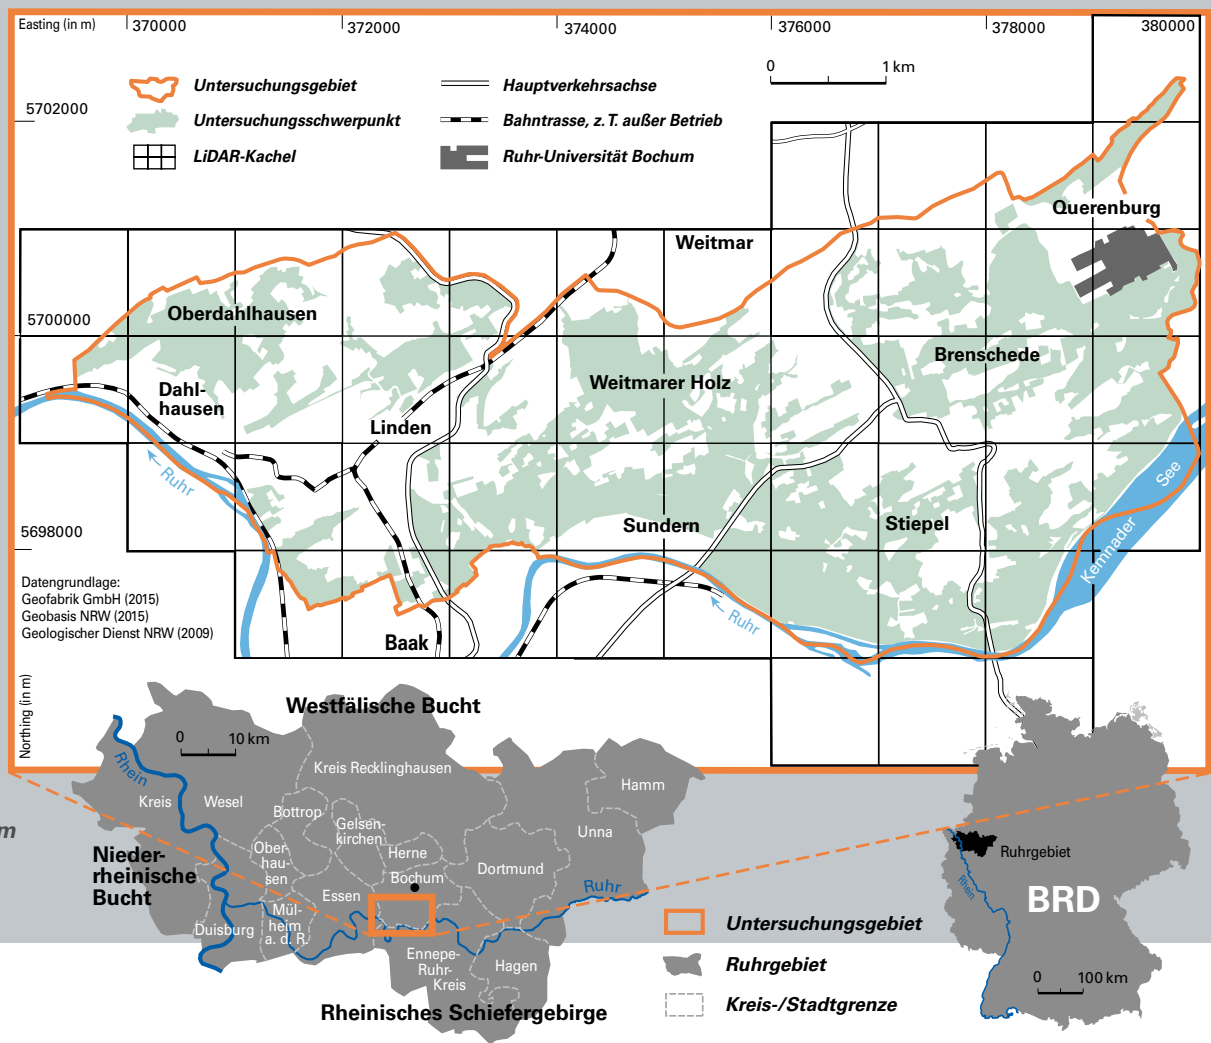 Easting (in m)
370000
372000
374000
376000
378000
380000
0
1 km
Untersuchungsgebiet
Hauptverkehrsachse
5702000
Untersuchungsschwerpunkt
Bahntrasse, z. T. außer Betrieb
LiDAR-Kachel
Ruhr-Universität Bochum
Querenburg
Weitmar
Oberdahlhausen
5700000
Brenschede
Weitmarer Holz
Dahl-
hausen
Linden
Ruhr
See
Sundern
Stiepel
5698000
Kemnader
Datengrundlage:
Geofabrik GmbH (2015)
Geobasis NRW (2015)
Geologischer Dienst NRW (2009)
Ruhr
Baak
Northing (in m)
Westfälische Bucht
0
10 km
Rhein
Kreis Recklinghausen
Hamm
Kreis
Wesel
Bottrop
Gelsen-
kirchen
Unna
m
Nieder-
rheinische
Bucht
Ober-
hau-
sen
Herne
Bochum
Dortmund
Essen
Ruhr
Ruhrgebiet
Rhein
BRD
Duisburg
Mül-
heim
a. d. R.
Untersuchungsgebiet
Ennepe-
Ruhr-
Kreis
Hagen
Ruhrgebiet
0
100 km
Rheinisches Schiefergebirge
Kreis-/Stadtgrenze